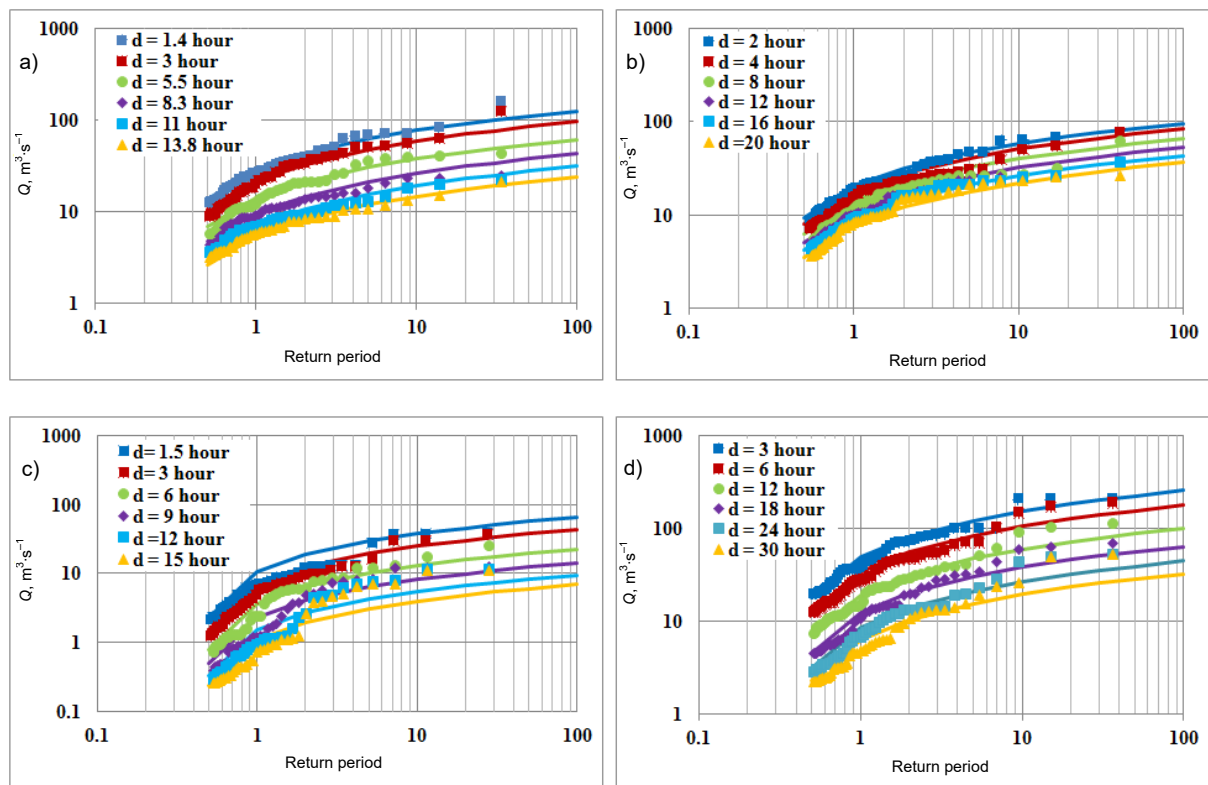 a)
1000
100
10
1
0.1
1
10
100
Q, m³·s⁻¹
Return period
d = 1.4 hour
d = 3 hour
d = 5.5 hour
d = 8.3 hour
d = 11 hour
d = 13.8 hour
b)
1000
100
10
1
0.1
1
10
100
Q, m³·s⁻¹
Return period
d = 2 hour
d = 4 hour
d = 8 hour
d = 12 hour
d = 16 hour
d =20 hour
c)
1000
100
10
1
0.1
0.1
1
10
100
Q, m³·s⁻¹
Return period
d= 1.5 hour
d= 3 hour
d = 6 hour
d = 9 hour
d =12 hour
d = 15 hour
d)
1000
100
10
1
0.1
1
10
100
Q, m³·s⁻¹
Return period
d = 3 hour
d = 6 hour
d = 12 hour
d = 18 hour
d = 24 hour
d = 30 hour